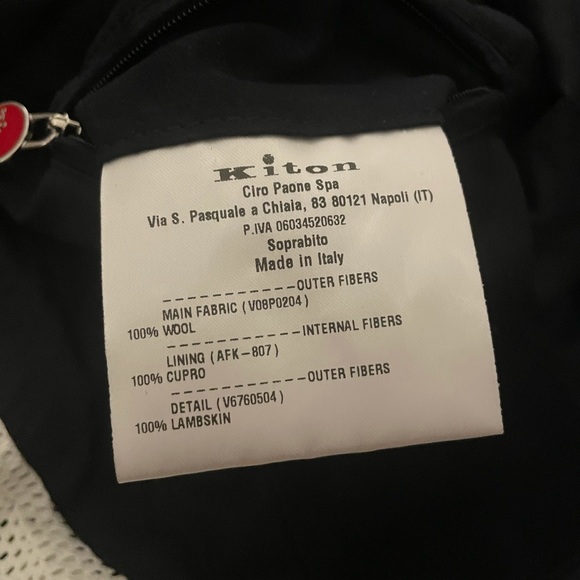 Kiton
Ciro Paone Spa
Via S. Pasquale a Chiaia, 83 80121 Napoli (IT)
P.IVA 06034520632
Soprabito
Made in Italy
-----------OUTER FIBERS
MAIN FABRIC (V08P0204)
100% WOOL
------------INTERNAL FIBERS
LINING (AFK-807)
100% CUPRO
------------OUTER FIBERS
DETAIL (V6760504)
100% LAMBSKIN